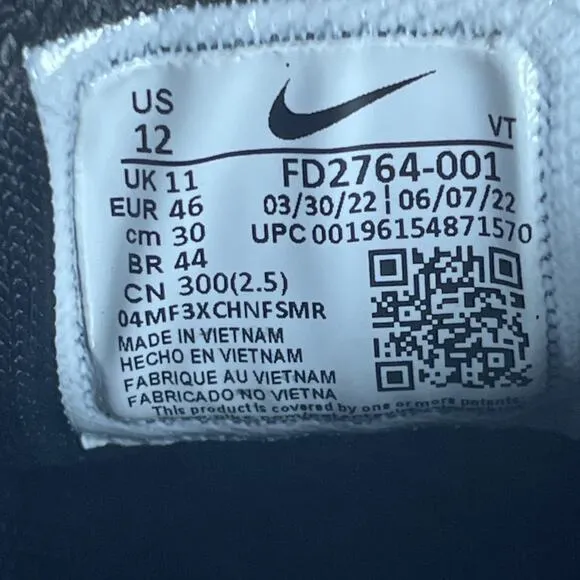 US
12
VT
UK 11
FD2764-001
EUR 46
03/30/22 | 06/07/22
cm 30
UPC 00196154871570
BR 44
CN 300(2.5)
04MF3XCHNFSMR
MADE IN VIETNAM
HECHO EN VIETNAM
FABRIQUE AU VIETNAM
FABRICADO NO VIETNA
This product is covered by one or more patents